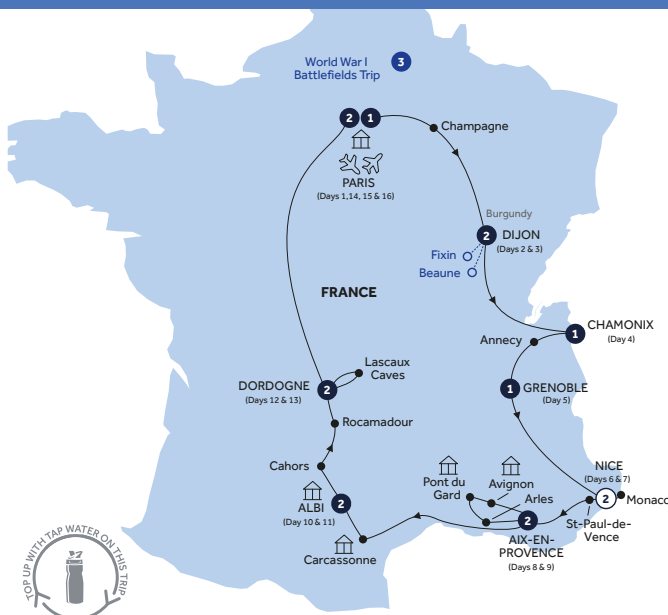 World War I
Battlefields Trip
3
2
1
Champagne
PARIS
(Days 1,14, 15 & 16)
Burgundy
2
DIJON
(Days 2 & 3)
Fixin
Beaune
FRANCE
CHAMONIX
1
(Day 4)
Annecy
Lascaux
Caves
DORDOGNE
2
(Days 12 & 13)
1
GRENOBLE
(Day 5)
Rocamadour
Cahors
NICE
(Days 6 & 7)
2
Monaco
Pont du
Gard
Avignon
Arles
St-Paul-de-
Vence
ALBI
2
(Day 10 & 11)
2
AIX-EN-
PROVENCE
(Days 8 & 9)
Carcassonne
TOP UP WITH TAP WATER ON THIS TRIP